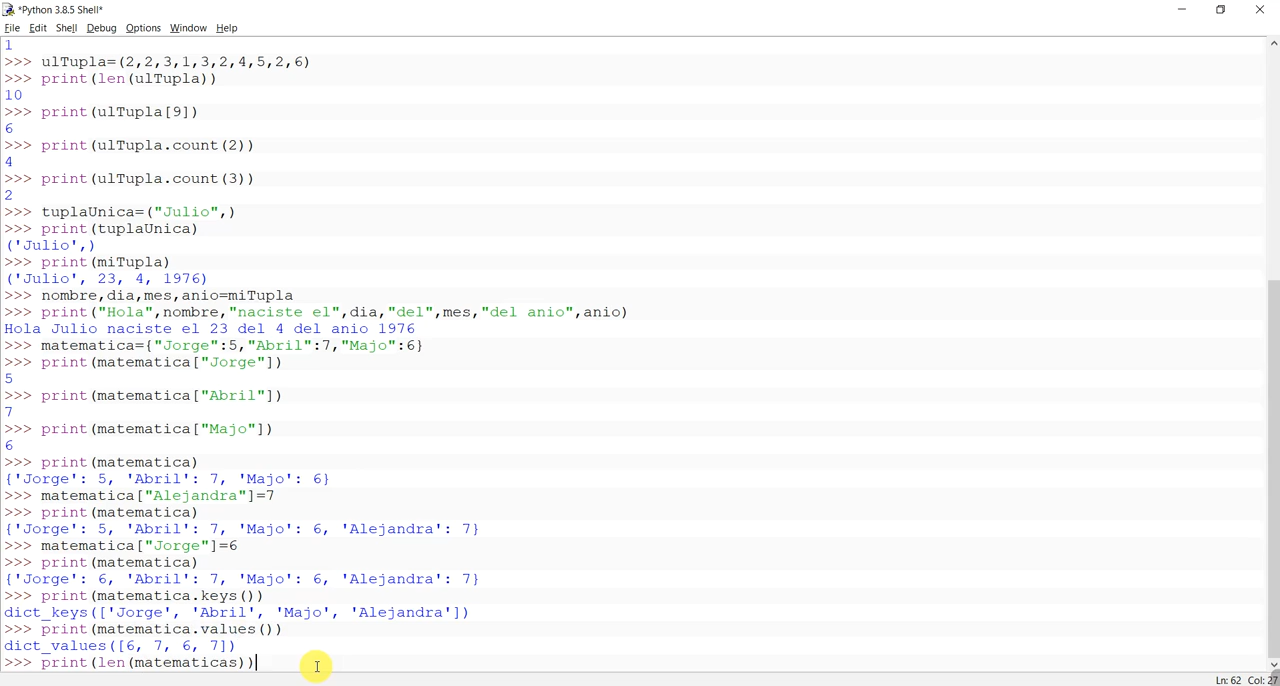 *Python 3.8.5 Shell*
File Edit Shell Debug Options Window Help
1
>>> ulTupla=(2,2,3,1,3,2,4,5,2,6)
>>> print(len(ulTupla))
10
>>> print(ulTupla[9])
6
>>> print(ulTupla.count(2))
4
>>> print(ulTupla.count(3))
2
>>> tuplaUnica=("Julio",)
>>> print(tuplaUnica)
('Julio',)
>>> print(miTupla)
('Julio', 23, 4, 1976)
>>> nombre,dia,mes,anio=miTupla
>>> print("Hola",nombre,"naciste el",dia,"del",mes,"del anio",anio)
Hola Julio naciste el 23 del 4 del anio 1976
>>> matematica={"Jorge":5,"Abril":7,"Majo":6}
>>> print(matematica["Jorge"])
5
>>> print(matematica["Abril"])
7
>>> print(matematica["Majo"])
6
>>> print(matematica)
{'Jorge': 5, 'Abril': 7, 'Majo': 6}
>>> matematica["Alejandra"]=7
>>> print(matematica)
{'Jorge': 5, 'Abril': 7, 'Majo': 6, 'Alejandra': 7}
>>> matematica["Jorge"]=6
>>> print(matematica)
{'Jorge': 6, 'Abril': 7, 'Majo': 6, 'Alejandra': 7}
>>> print(matematica.keys())
dict_keys(['Jorge', 'Abril', 'Majo', 'Alejandra'])
>>> print(matematica.values())
dict_values([6, 7, 6, 7])
>>> print(len(matematicas))
Ln: 62 Col: 27